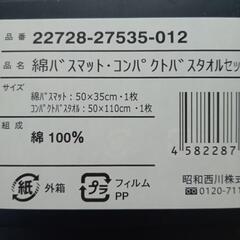 品番 22728-27535-012
品名 綿バスマット・コンパクトバスタオルセッ
サイズ
綿バスマット:50×35cm・1枚
コンパクトバスタオル:50×110cm・1枚
組成
綿 100%
4 582287
紙 外箱
プラ フィルム
PP
昭和西川株式
0120-711